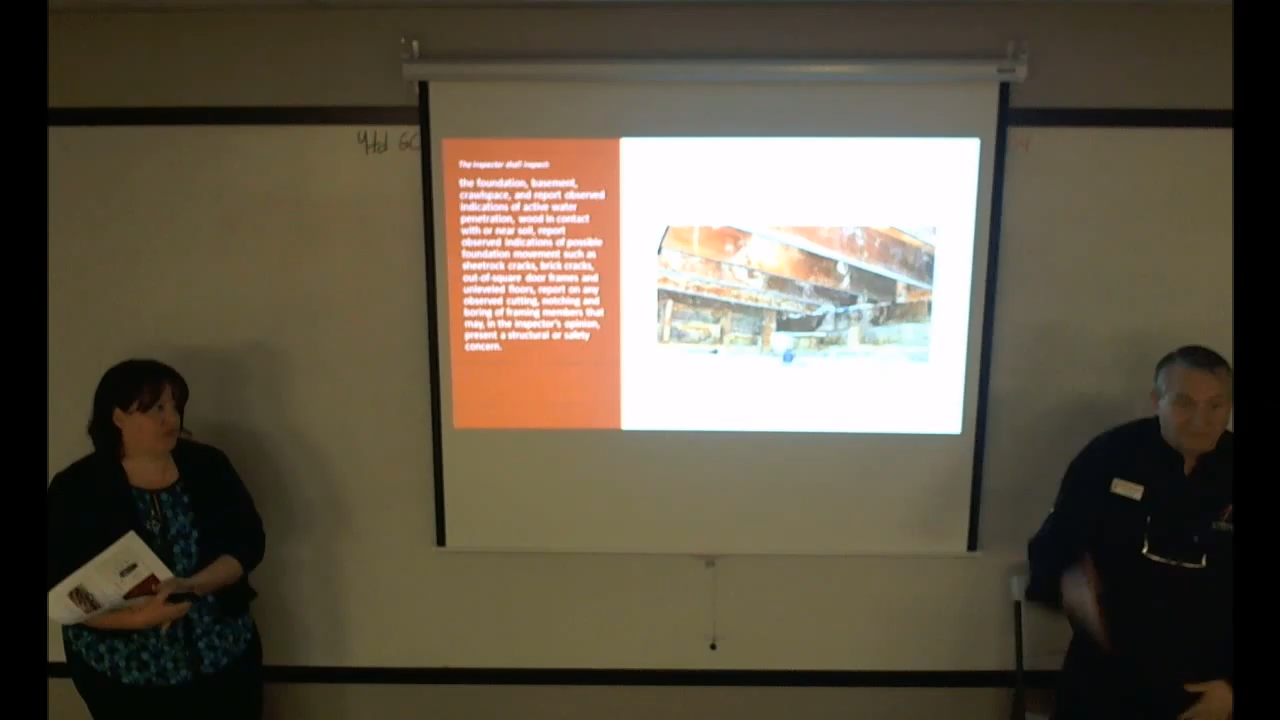 Ytd GC
The inspector shall inspect:
the foundation, basement,
crawlspace, and report observed
indications of active water
penetration, wood in contact
with or near soil, report
observed indications of possible
foundation movement such as
sheetrock cracks, brick cracks,
out-of-square door frames and
unleveled floors, report on any
observed cutting, notching and
boring of framing members that
may, in the inspector's opinion,
present a structural or safety
concern.